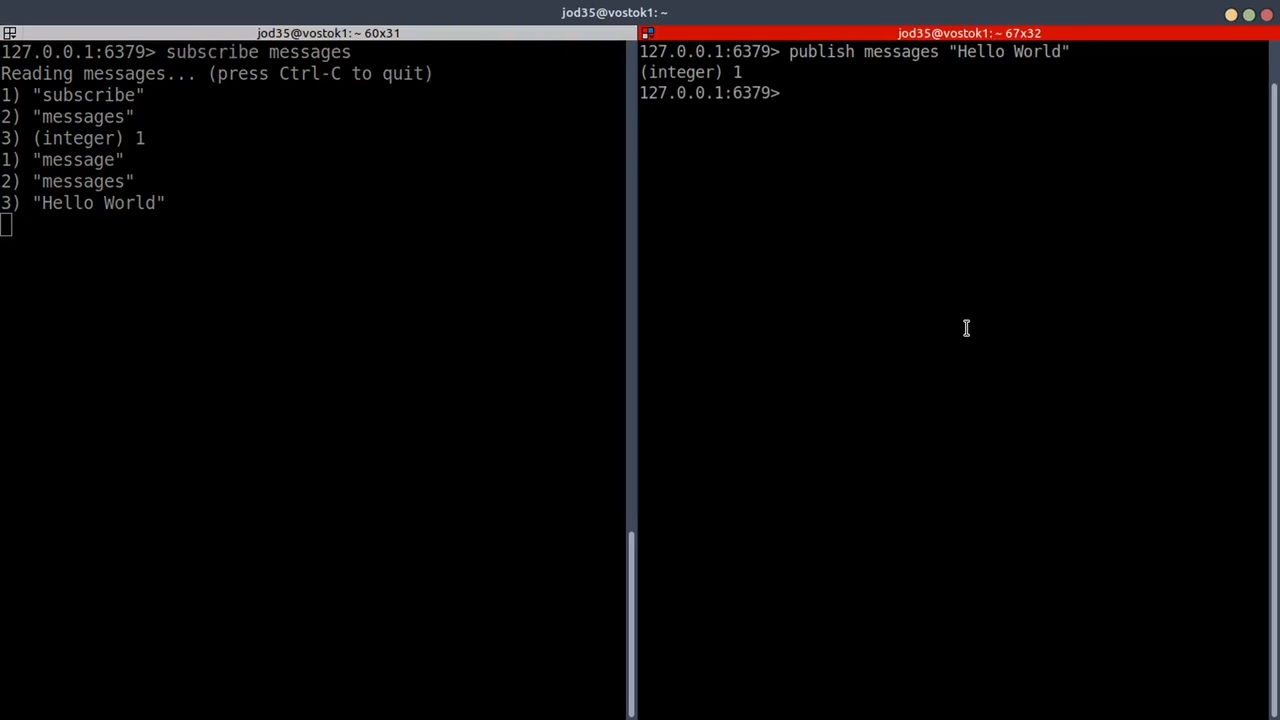 jod35@vostok1: ~
jod35@vostok1: ~ 60x31
127.0.0.1:6379> subscribe messages
Reading messages... (press Ctrl-C to quit)
1) "subscribe"
2) "messages"
3) (integer) 1
1) "message"
2) "messages"
3) "Hello World"
jod35@vostok1: ~ 67x32
127.0.0.1:6379> publish messages "Hello World"
(integer) 1
127.0.0.1:6379>